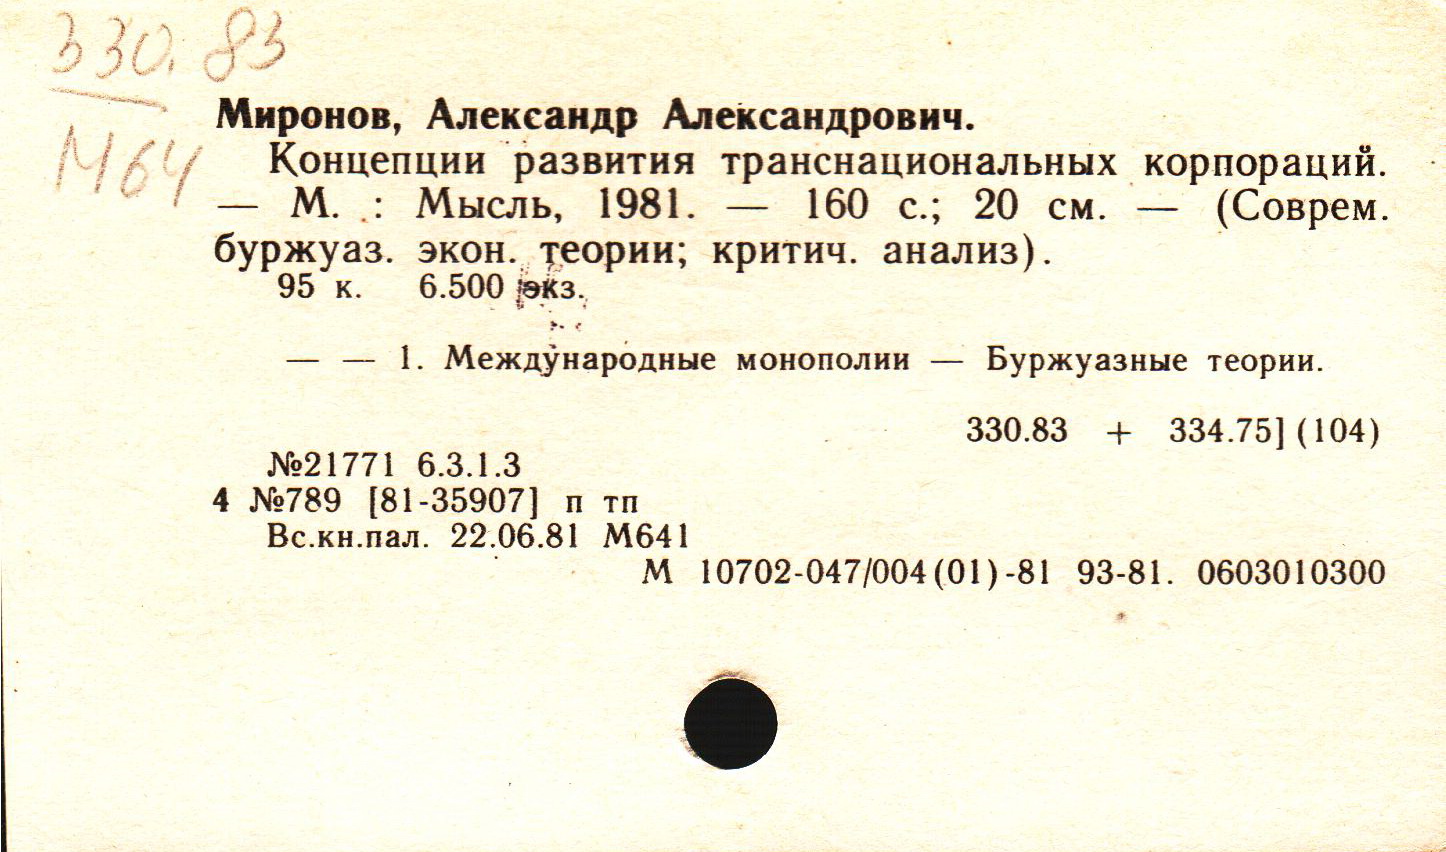 330.83
М64
Миронов, Александр Александрович.
Концепции развития транснациональных корпораций.
— М. : Мысль, 1981. — 160 с.; 20 см. — (Соврем.
буржуаз. экон. теории; критич. анализ).
95 к. 6.500 экз.
— — 1. Международные монополии — Буржуазные теории.
330.83 + 334.75] (104)
№21771 6.3.1.3
4 №789 [81-35907] п тп
Вс.кн.пал. 22.06.81 М641
М 10702-047/004(01)-81 93-81. 0603010300